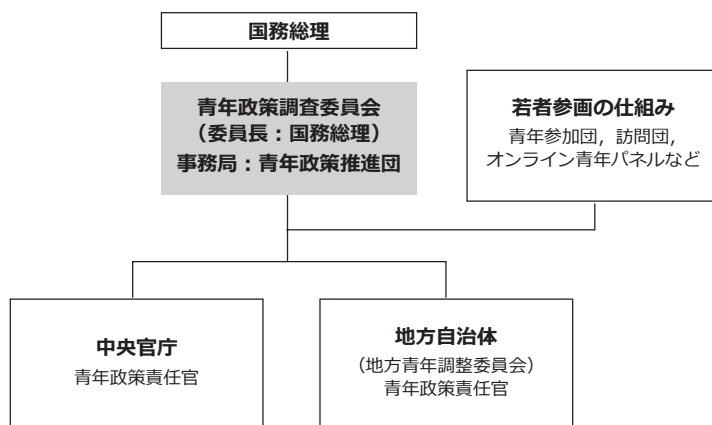 国務総理
青年政策調査委員会
（委員長：国務総理）
事務局：青年政策推進団
若者参画の仕組み
青年参加団，訪問団，
オンライン青年パネルなど
中央官庁
青年政策責任官
地方自治体
（地方青年調整委員会）
青年政策責任官